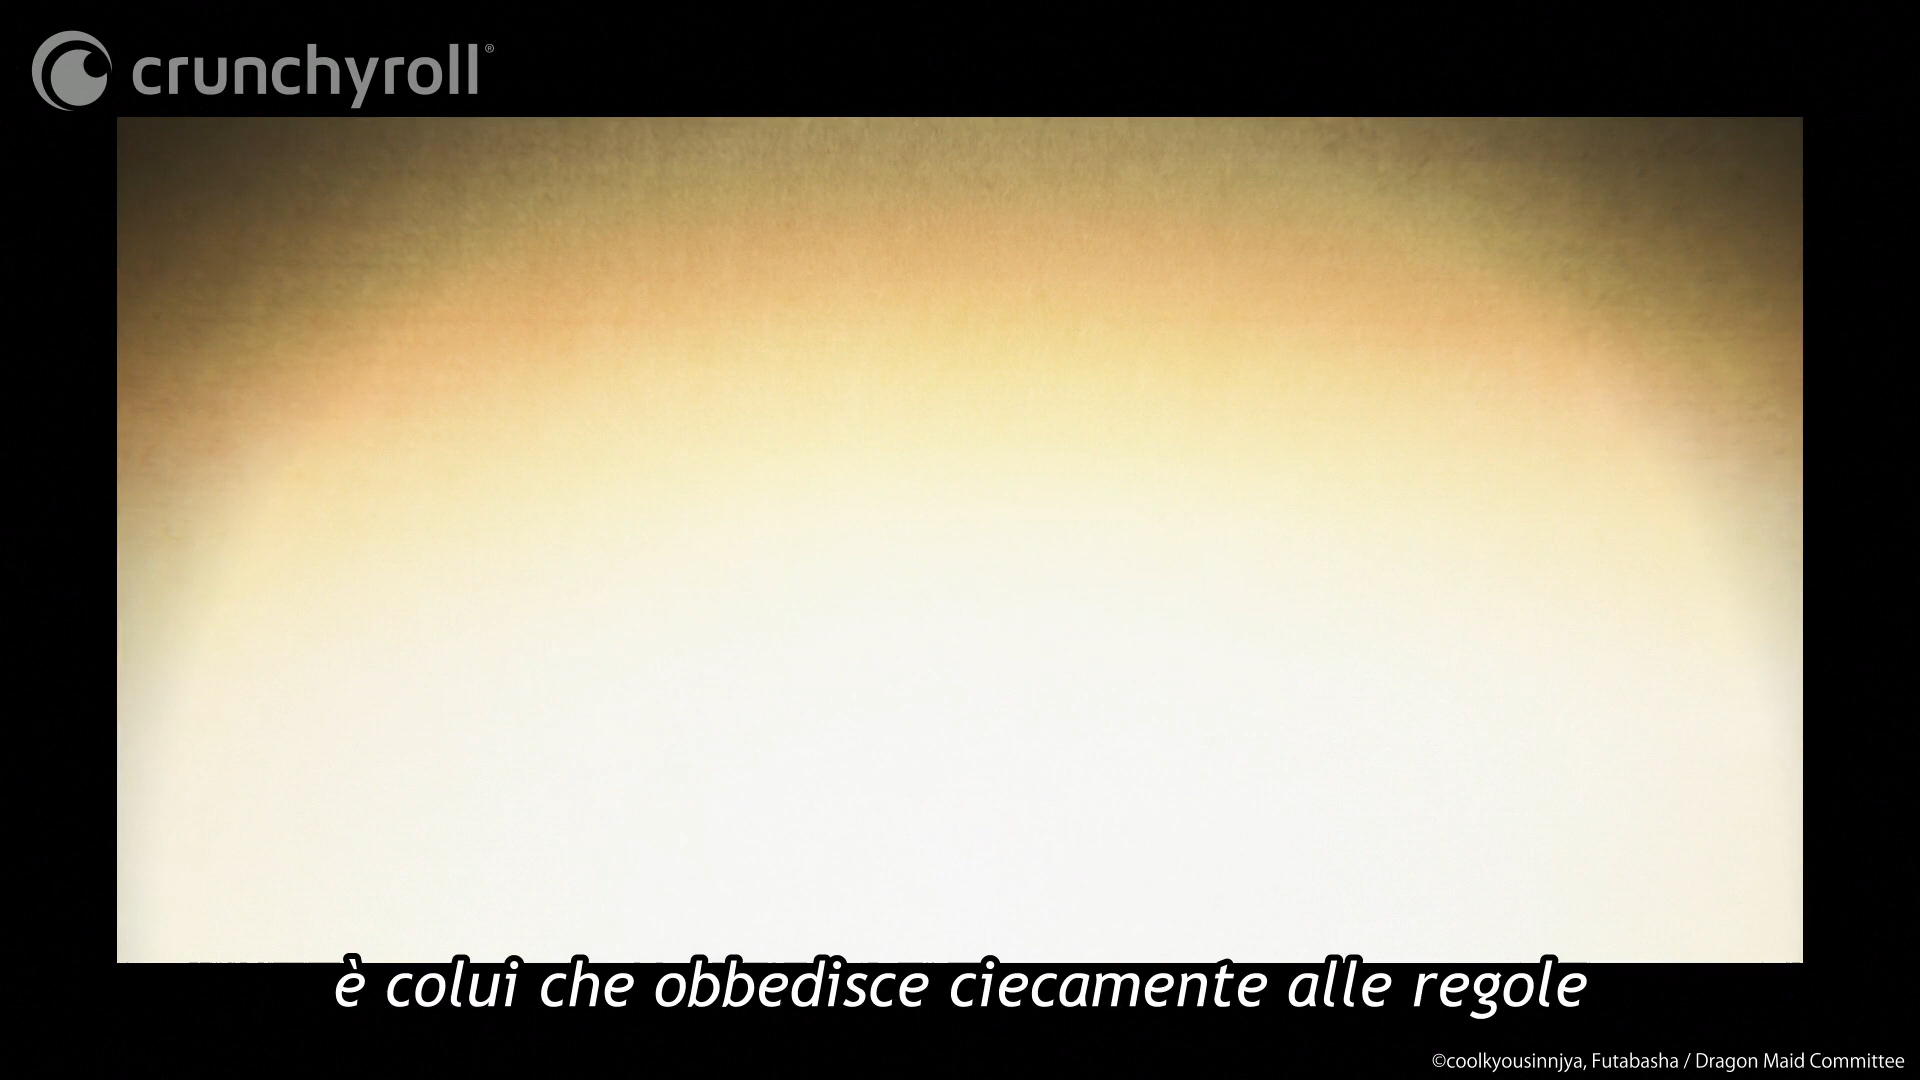 crunchyroll®
è colui che obbedisce ciecamente alle regole
©coolkyousinnjya, Futabasha / Dragon Maid Committee